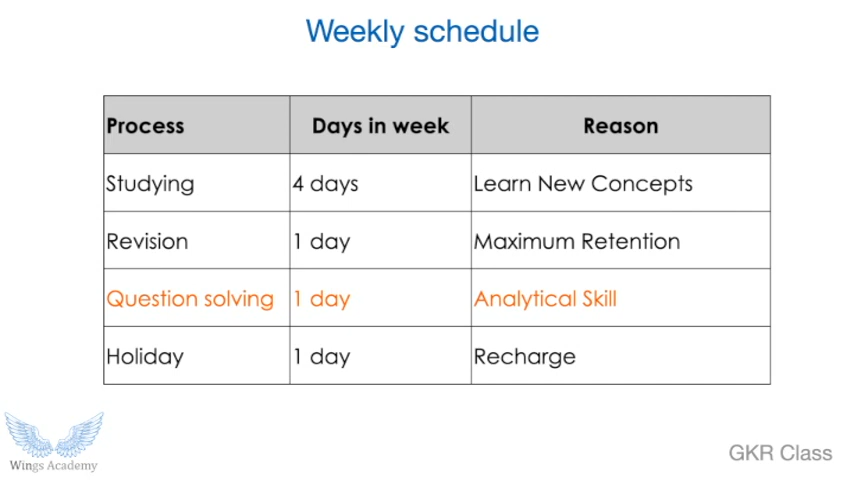 Weekly schedule
Process Days in week Reason
Studying 4 days Learn New Concepts
Revision 1 day Maximum Retention
Question solving 1 day Analytical Skill
Holiday 1 day Recharge
Wings Academy
GKR Class